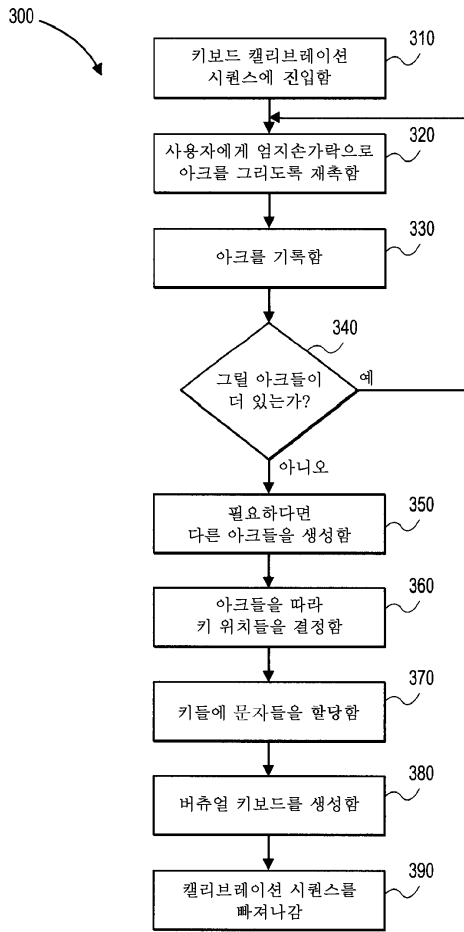 300
키보드 캘리브레이션
시퀀스에 진입함
310
사용자에게 엄지손가락으로
아크를 그리도록 재촉함
320
아크를 기록함
330
340
그릴 아크들이
더 있는가?
예
아니오
필요하다면
다른 아크들을 생성함
350
아크들을 따라
키 위치들을 결정함
360
키들에 문자들을 할당함
370
버츄얼 키보드를 생성함
380
캘리브레이션 시퀀스를
빠져나감
390